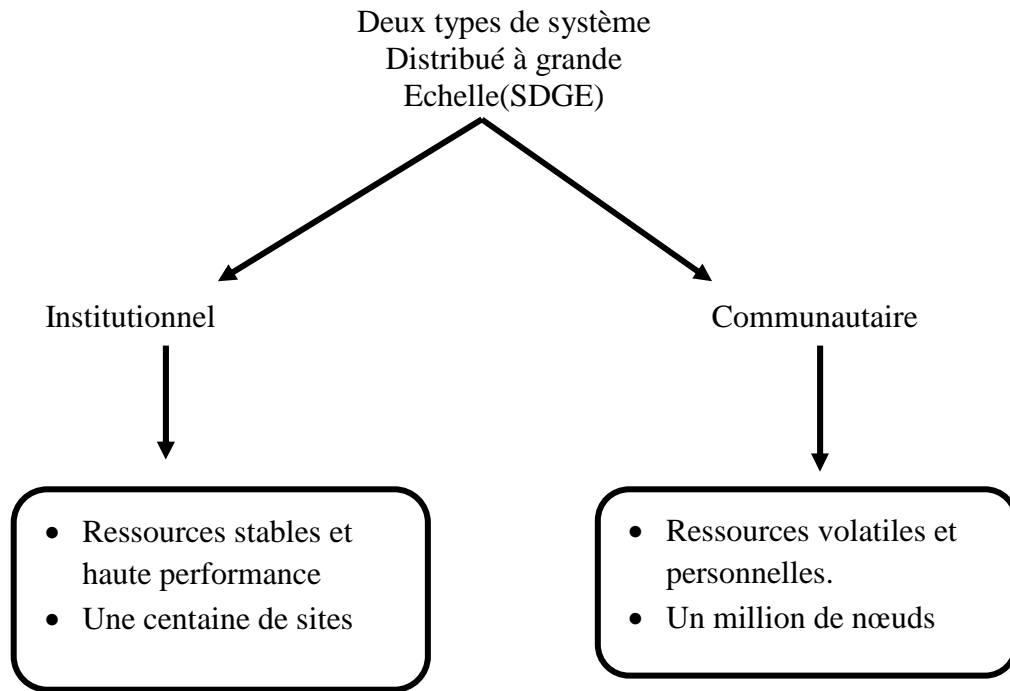 Deux types de système
Distribué à grande
Echelle(SDGE)
Institutionnel
Communautaire
• Ressources stables et
haute performance
• Une centaine de sites
• Ressources volatiles et
personnelles.
• Un million de nœuds